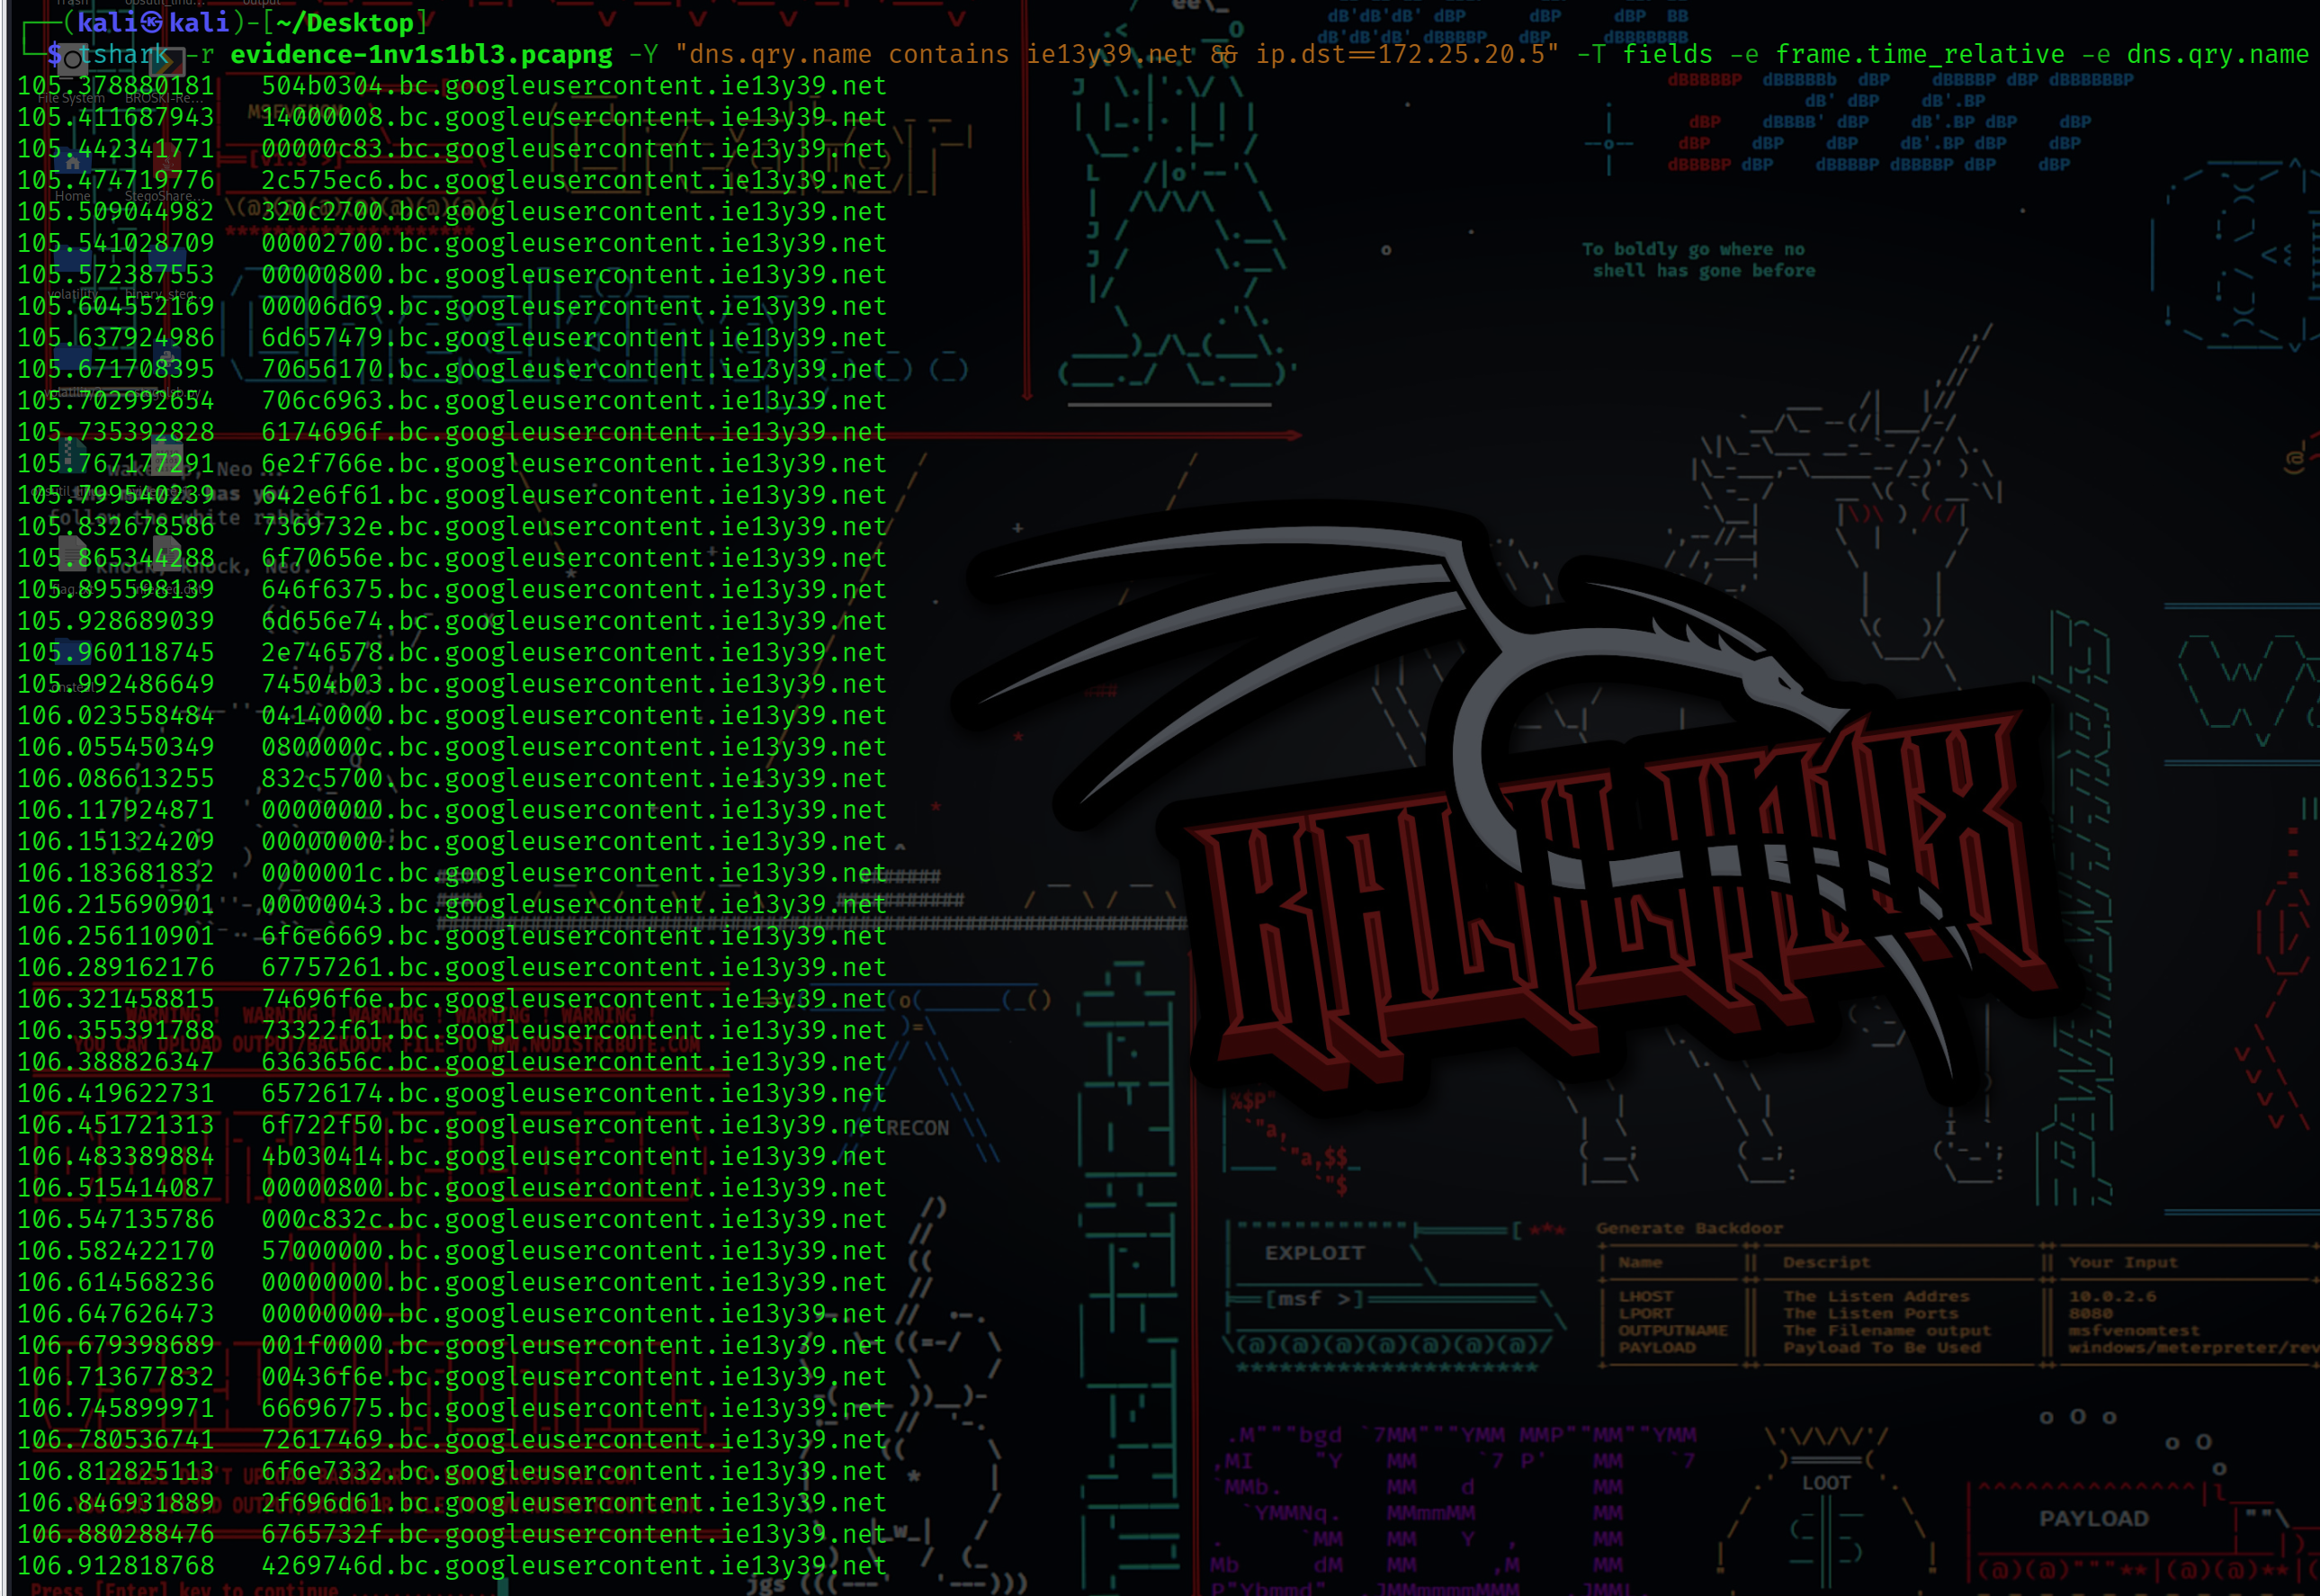 ┌──(kali㉿kali)-[~/Desktop]
└─$ tshark -r evidence-1nv1s1bl3.pcapng -Y "dns.qry.name contains ie13y39.net && ip.dst==172.25.20.5" -T fields -e frame.time_relative -e dns.qry.name
105.378880181 504b0304.bc.googleusercontent.ie13y39.net
105.411687943 14000008.bc.googleusercontent.ie13y39.net
105.442341771 00000c83.bc.googleusercontent.ie13y39.net
105.474719776 2c575ec6.bc.googleusercontent.ie13y39.net
105.509044982 320c2700.bc.googleusercontent.ie13y39.net
105.541028709 00002700.bc.googleusercontent.ie13y39.net
105.572387553 00000800.bc.googleusercontent.ie13y39.net
105.604552169 00006d69.bc.googleusercontent.ie13y39.net
105.637924986 6d657479.bc.googleusercontent.ie13y39.net
105.671708395 70656170.bc.googleusercontent.ie13y39.net
105.702992654 706c6963.bc.googleusercontent.ie13y39.net
105.735392828 6174696f.bc.googleusercontent.ie13y39.net
105.767177291 6e2f766e.bc.googleusercontent.ie13y39.net
105.799540239 642e6f61.bc.googleusercontent.ie13y39.net
105.832678586 7369732e.bc.googleusercontent.ie13y39.net
105.865344288 6f70656e.bc.googleusercontent.ie13y39.net
105.895598139 646f6375.bc.googleusercontent.ie13y39.net
105.928689039 6d656e74.bc.googleusercontent.ie13y39.net
105.960118745 2e746578.bc.googleusercontent.ie13y39.net
105.992486649 74504b03.bc.googleusercontent.ie13y39.net
106.023558484 04140000.bc.googleusercontent.ie13y39.net
106.055450349 0800000c.bc.googleusercontent.ie13y39.net
106.086613255 832c5700.bc.googleusercontent.ie13y39.net
106.117924871 00000000.bc.googleusercontent.ie13y39.net
106.151324209 00000000.bc.googleusercontent.ie13y39.net
106.183681832 0000001c.bc.googleusercontent.ie13y39.net
106.215690901 00000043.bc.googleusercontent.ie13y39.net
106.256110901 6f6e6669.bc.googleusercontent.ie13y39.net
106.289162176 67757261.bc.googleusercontent.ie13y39.net
106.321458815 74696f6e.bc.googleusercontent.ie13y39.net
106.355391788 73322f61.bc.googleusercontent.ie13y39.net
106.388826347 6363656c.bc.googleusercontent.ie13y39.net
106.419622731 65726174.bc.googleusercontent.ie13y39.net
106.451721313 6f722f50.bc.googleusercontent.ie13y39.net
106.483389884 4b030414.bc.googleusercontent.ie13y39.net
106.515414087 00000800.bc.googleusercontent.ie13y39.net
106.547135786 000c832c.bc.googleusercontent.ie13y39.net
106.582422170 57000000.bc.googleusercontent.ie13y39.net
106.614568236 00000000.bc.googleusercontent.ie13y39.net
106.647626473 00000000.bc.googleusercontent.ie13y39.net
106.679398689 001f0000.bc.googleusercontent.ie13y39.net
106.713677832 00436f6e.bc.googleusercontent.ie13y39.net
106.745899971 66696775.bc.googleusercontent.ie13y39.net
106.780536741 72617469.bc.googleusercontent.ie13y39.net
106.812825113 6f6e7332.bc.googleusercontent.ie13y39.net
106.846931889 2f696d61.bc.googleusercontent.ie13y39.net
106.880288476 6765732f.bc.googleusercontent.ie13y39.net
106.912818768 4269746d.bc.googleusercontent.ie13y39.net
To boldly go where no
shell has gone before
KALI LINUX
RECON
EXPLOIT
[msf >]
Generate Backdoor
Name Descript Your Input
LHOST The Listen Addres 10.0.2.6
LPORT The Listen Ports 8080
OUTPUTNAME The Filename output msfvenomtest
PAYLOAD Payload To Be Used windows/meterpreter/rev
LOOT
PAYLOAD
Press [Enter] key to continue
jgs